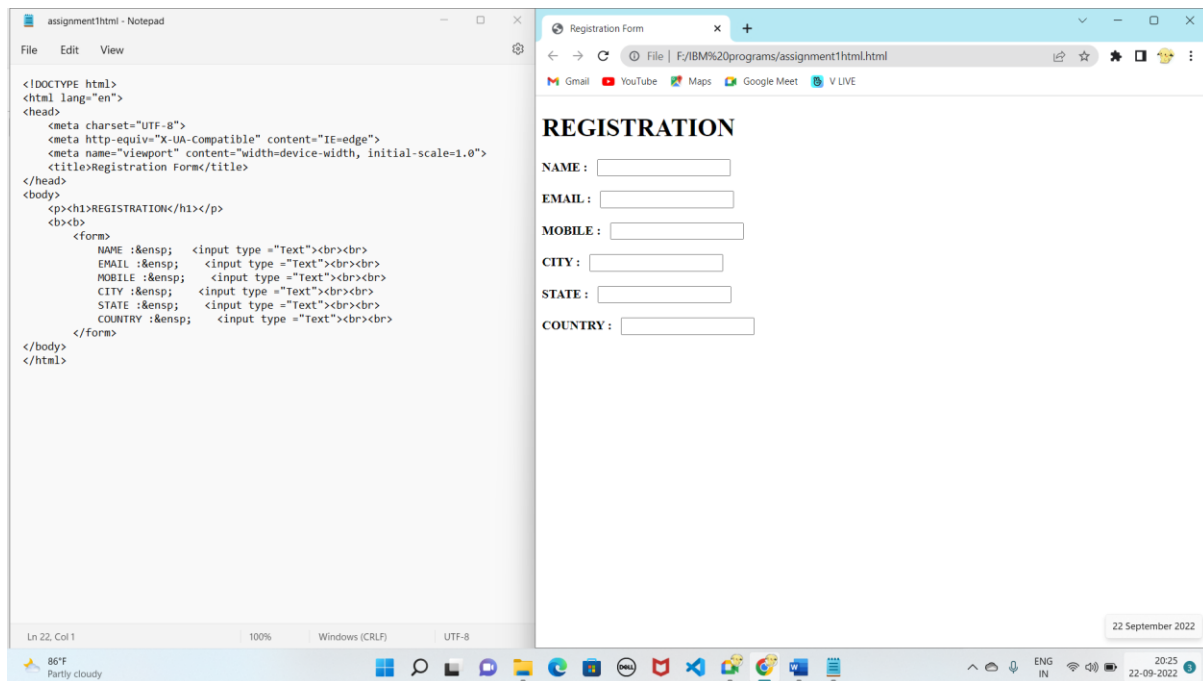 assignment1html - Notepad
File Edit View
<!DOCTYPE html>
<html lang="en">
<head>
    <meta charset="UTF-8">
    <meta http-equiv="X-UA-Compatible" content="IE=edge">
    <meta name="viewport" content="width=device-width, initial-scale=1.0">
    <title>Registration Form</title>
</head>
<body>
    <p><h1>REGISTRATION</h1></p>
    <b><b>
        <form>
            NAME :&ensp;   <input type ="Text"><br><br>
            EMAIL :&ensp;    <input type ="Text"><br><br>
            MOBILE :&ensp;    <input type ="Text"><br><br>
            CITY :&ensp;    <input type ="Text"><br><br>
            STATE :&ensp;    <input type ="Text"><br><br>
            COUNTRY :&ensp;    <input type ="Text"><br><br>
        </form>
</body>
</html>
Ln 22, Col 1 100% Windows (CRLF) UTF-8
Registration Form
File | F:/IBM%20programs/assignment1html.html
Gmail YouTube Maps Google Meet V LIVE
REGISTRATION
NAME :
EMAIL :
MOBILE :
CITY :
STATE :
COUNTRY :
22 September 2022
86°F
Partly cloudy
DELL
ENG
IN
20:25
22-09-2022
3